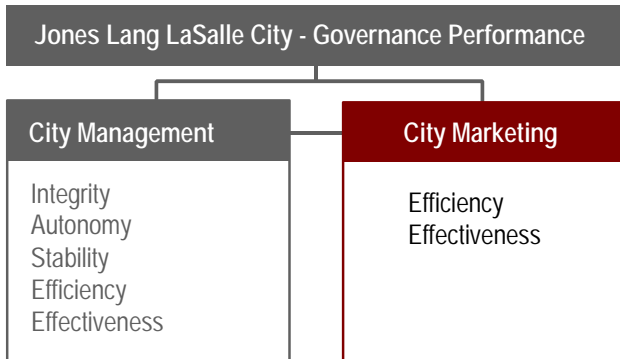 Jones Lang LaSalle City - Governance Performance
City Management
Integrity
Autonomy
Stability
Efficiency
Effectiveness
City Marketing
Efficiency
Effectiveness